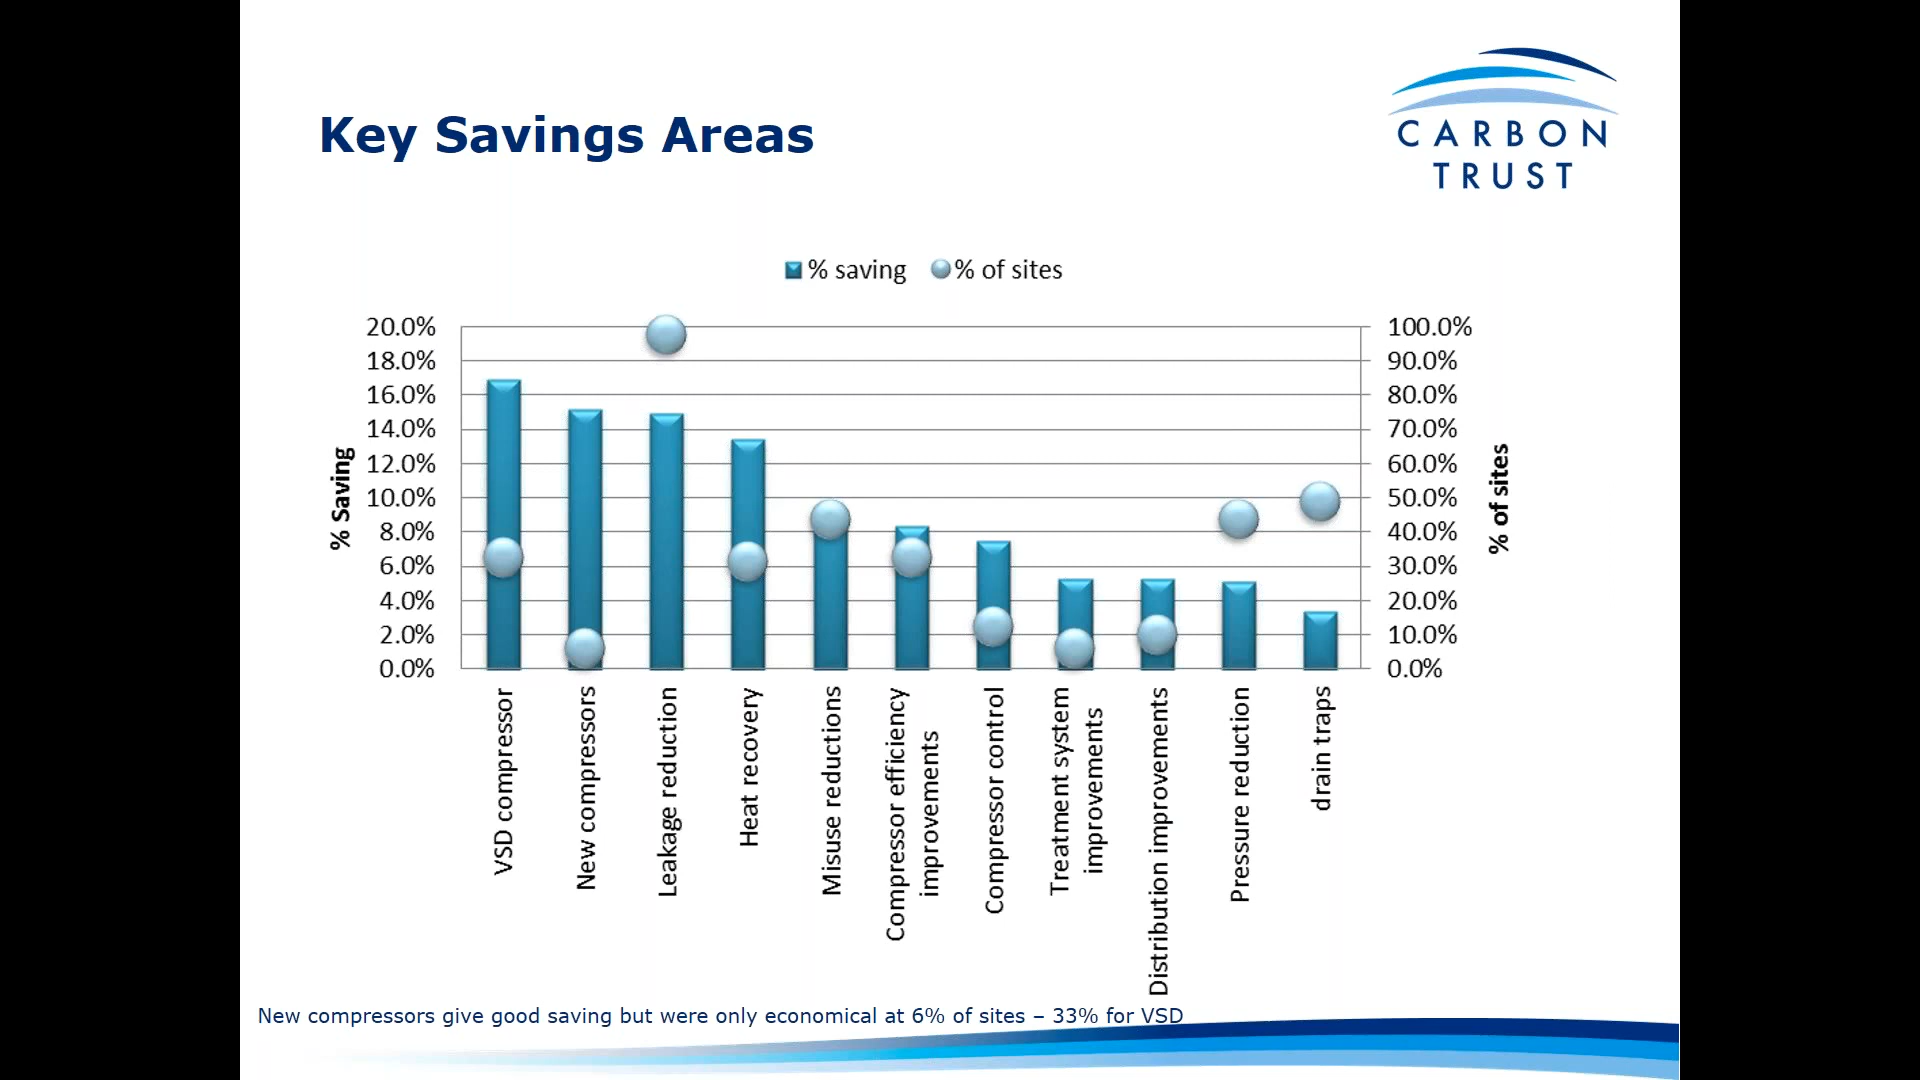 CARBON
TRUST
Key Savings Areas
% saving
% of sites
% Saving
20.0%
18.0%
16.0%
14.0%
12.0%
10.0%
8.0%
6.0%
4.0%
2.0%
0.0%
100.0%
90.0%
80.0%
70.0%
60.0%
50.0%
40.0%
30.0%
20.0%
10.0%
0.0%
% of sites
VSD compressor
New compressors
Leakage reduction
Heat recovery
Misuse reductions
Compressor efficiency
improvements
Compressor control
Treatment system
improvements
Distribution improvements
Pressure reduction
drain traps
New compressors give good saving but were only economical at 6% of sites – 33% for VSD